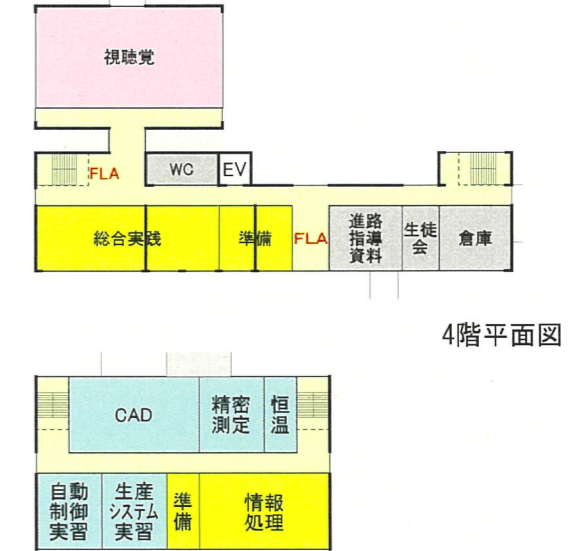 視聴覚
FLA
WC
EV
総合実践
準備
FLA
進路
指導
資料
生徒
会
倉庫
4階平面図
CAD
精密
測定
恒
温
自動
制御
実習
生産
システム
実習
準
備
情報
処理